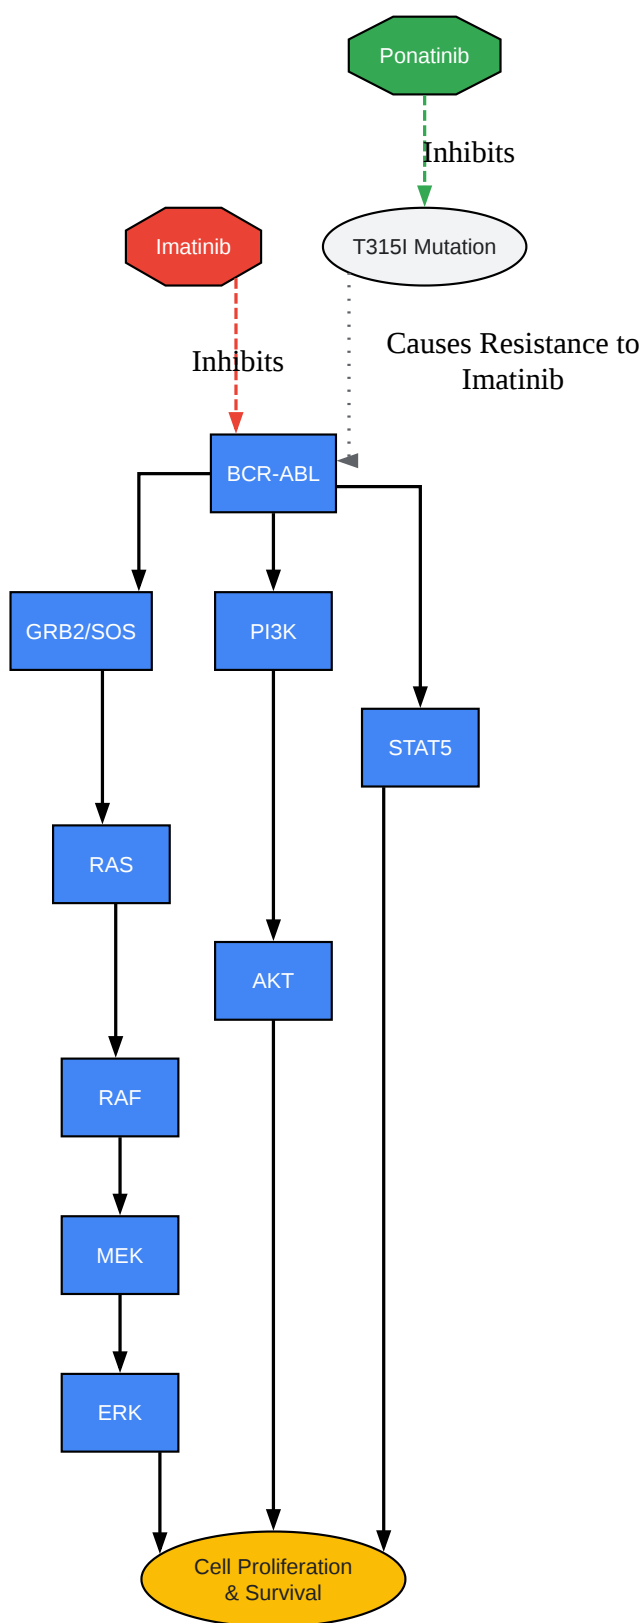 Ponatinib
Inhibits
Imatinib
T315I Mutation
Inhibits
Causes Resistance to
Imatinib
BCR-ABL
GRB2/SOS
PI3K
STAT5
RAS
AKT
RAF
MEK
ERK
Cell Proliferation
& Survival